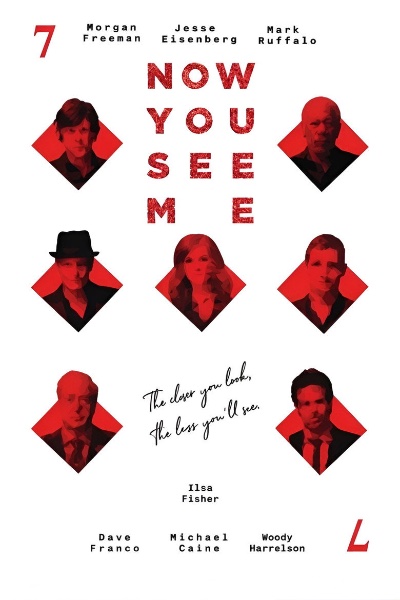 7
Morgan Freeman
Jesse Eisenberg
Mark Ruffalo
NOW
YOU
SEE
M E
The closer you look,
the less you'll see.
Ilsa
Fisher
Dave Franco
Michael Caine
Woody Harrelson
7